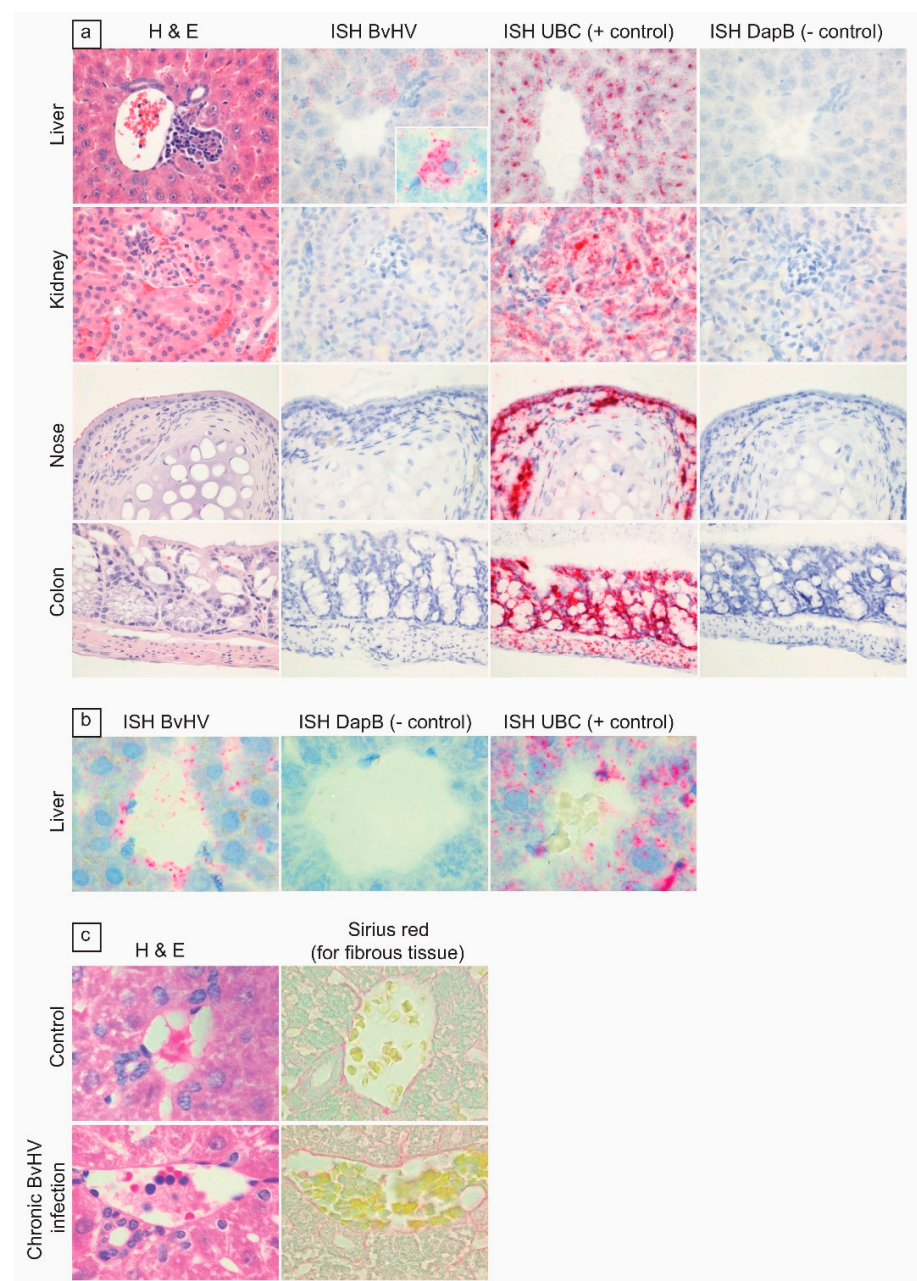 a
H & E
ISH BvHV
ISH UBC (+ control)
ISH DapB (- control)
Liver
Kidney
Nose
Colon
b
ISH BvHV
ISH DapB (- control)
ISH UBC (+ control)
Liver
c
H & E
Sirius red
(for fibrous tissue)
Control
Chronic BvHV
infection